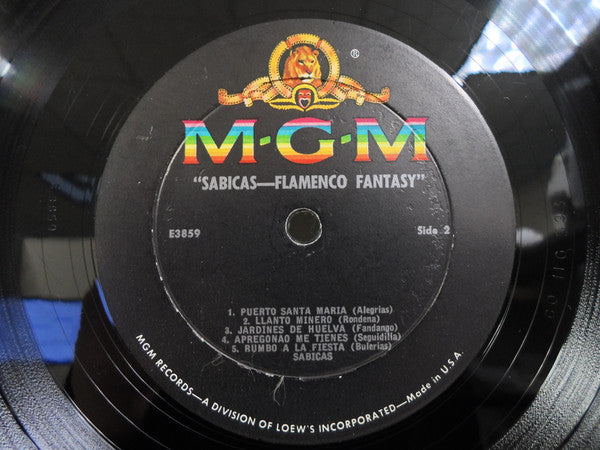 ®
M·G·M
"SABICAS—FLAMENCO FANTASY"
E3859
Side 2
1. PUERTO SANTA MARIA (Alegrias)
2. LLANTO MINERO (Rondena)
3. JARDINES DE HUELVA (Fandango)
4. APREGONAO ME TIENES (Seguidilla)
5. RUMBO A LA FIESTA (Bulerias)
SABICAS
MGM RECORDS—A DIVISION OF LOEW'S INCORPORATED—Made in U.S.A.